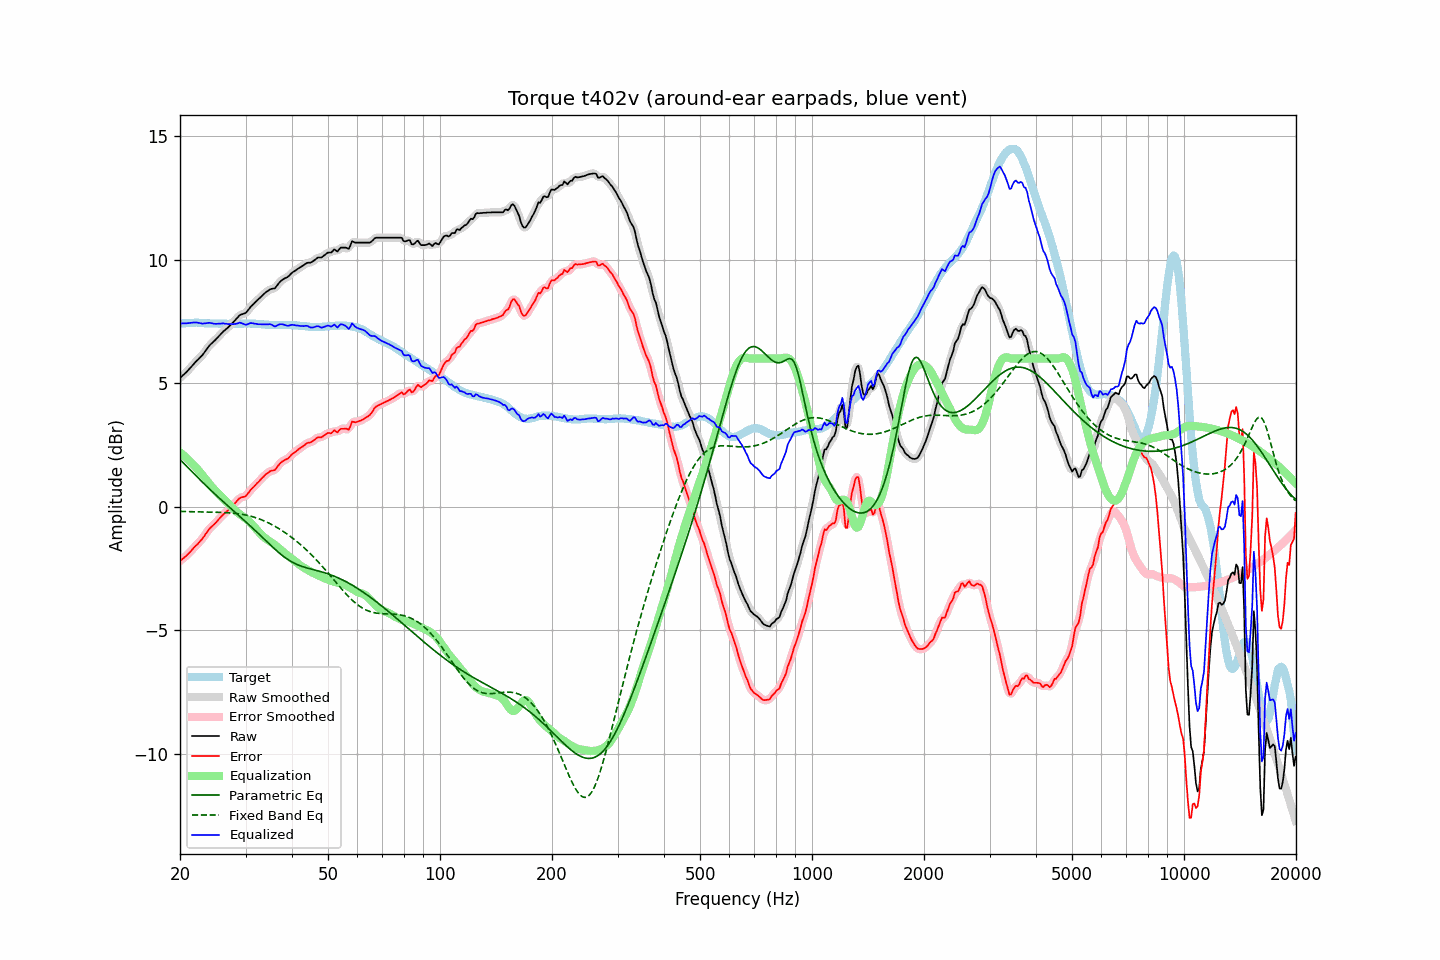 Torque t402v (around-ear earpads, blue vent)
Amplitude (dBr)
15
10
5
0
−5
−10
Target
Raw Smoothed
Error Smoothed
Raw
Error
Equalization
Parametric Eq
Fixed Band Eq
Equalized
20 50 100 200 500 1000 2000 5000 10000 20000
Frequency (Hz)